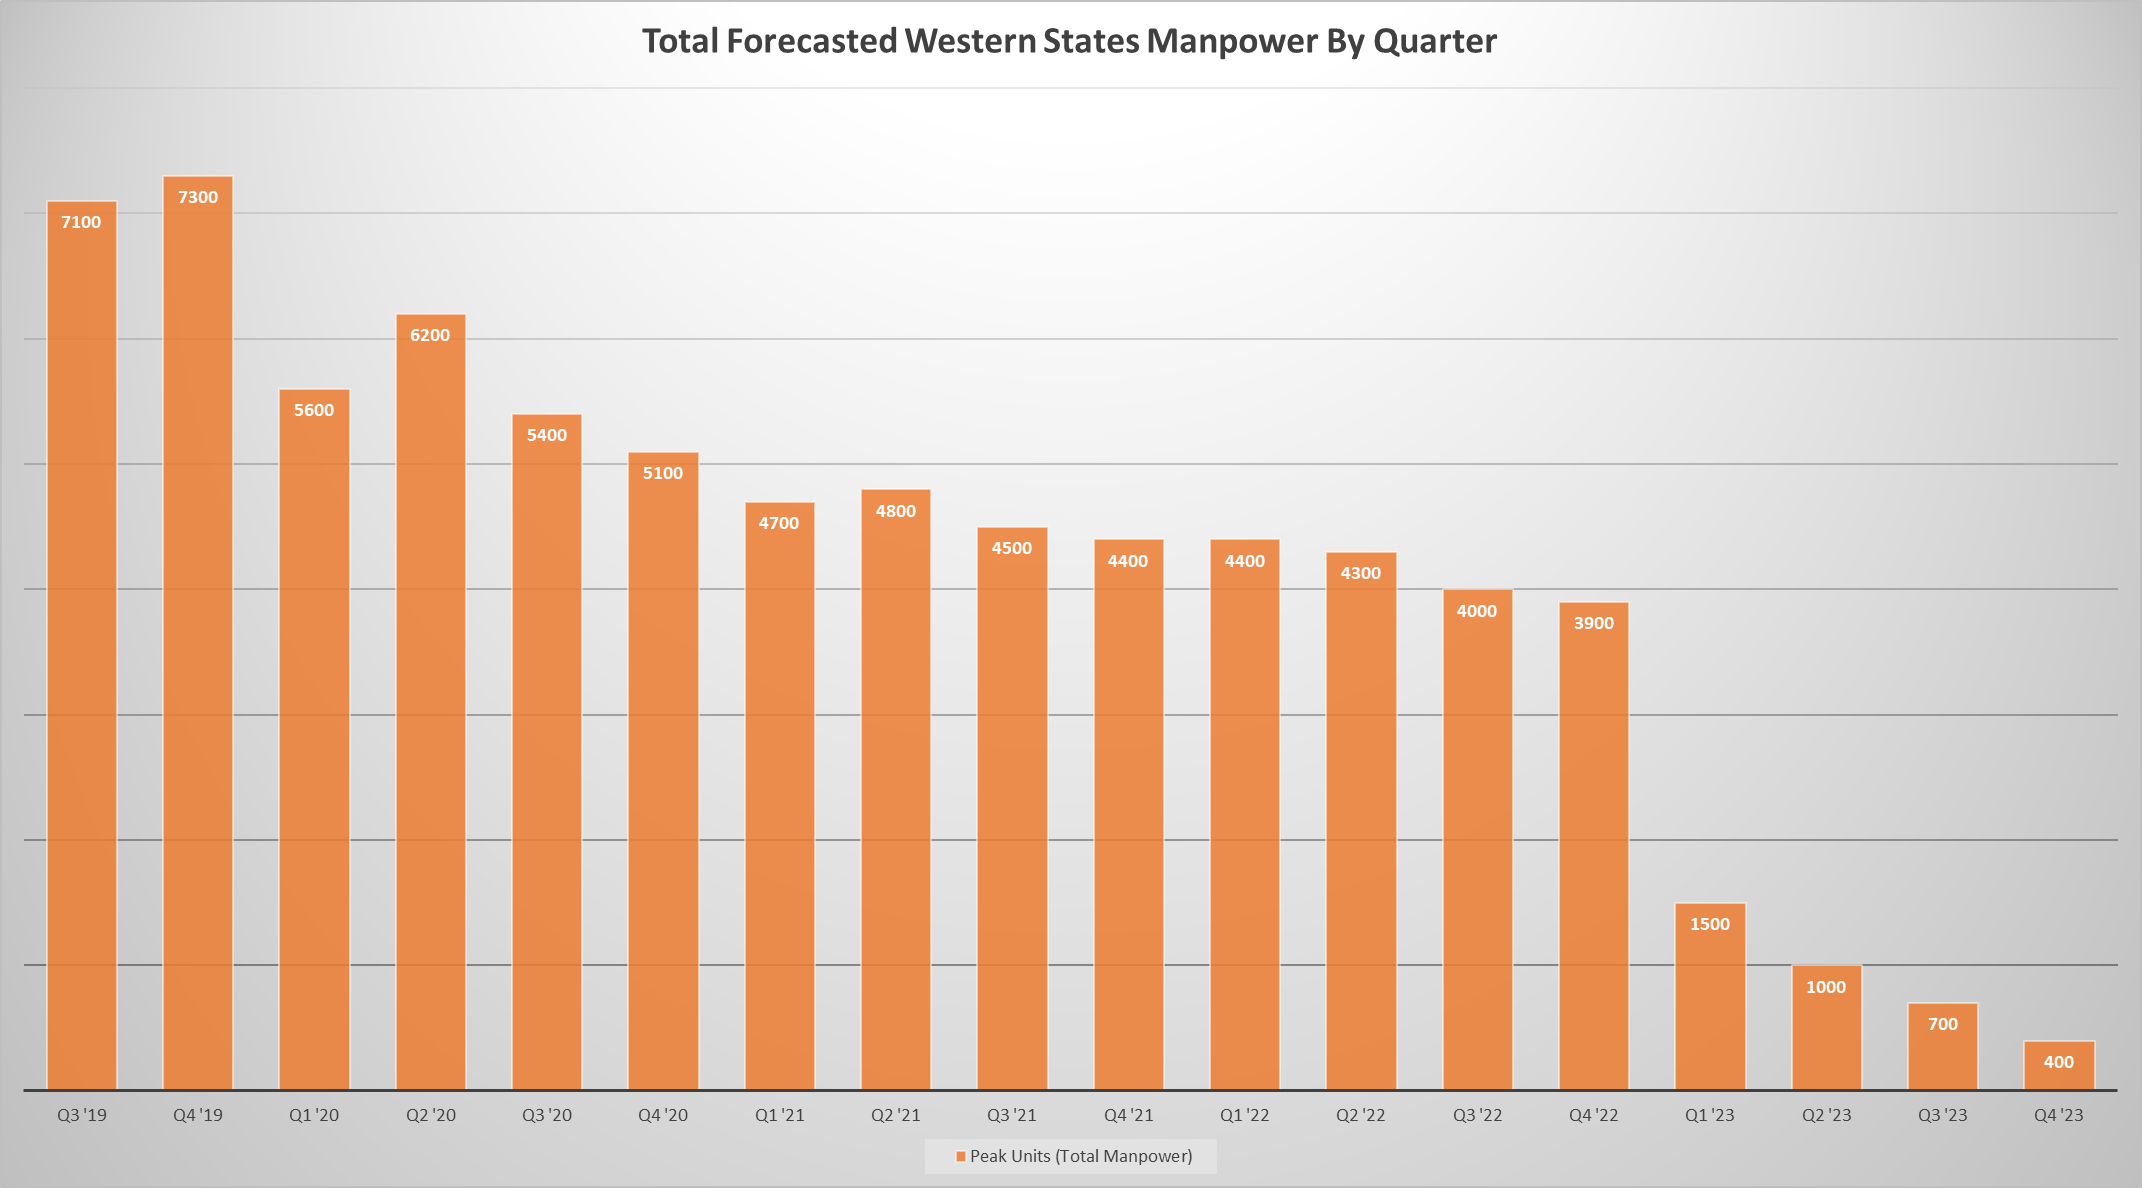 Total Forecasted Western States Manpower By Quarter
7100
7300
5600
6200
5400
5100
4700
4800
4500
4400
4400
4300
4000
3900
1500
1000
700
400
Q3 '19
Q4 '19
Q1 '20
Q2 '20
Q3 '20
Q4 '20
Q1 '21
Q2 '21
Q3 '21
Q4 '21
Q1 '22
Q2 '22
Q3 '22
Q4 '22
Q1 '23
Q2 '23
Q3 '23
Q4 '23
Peak Units (Total Manpower)